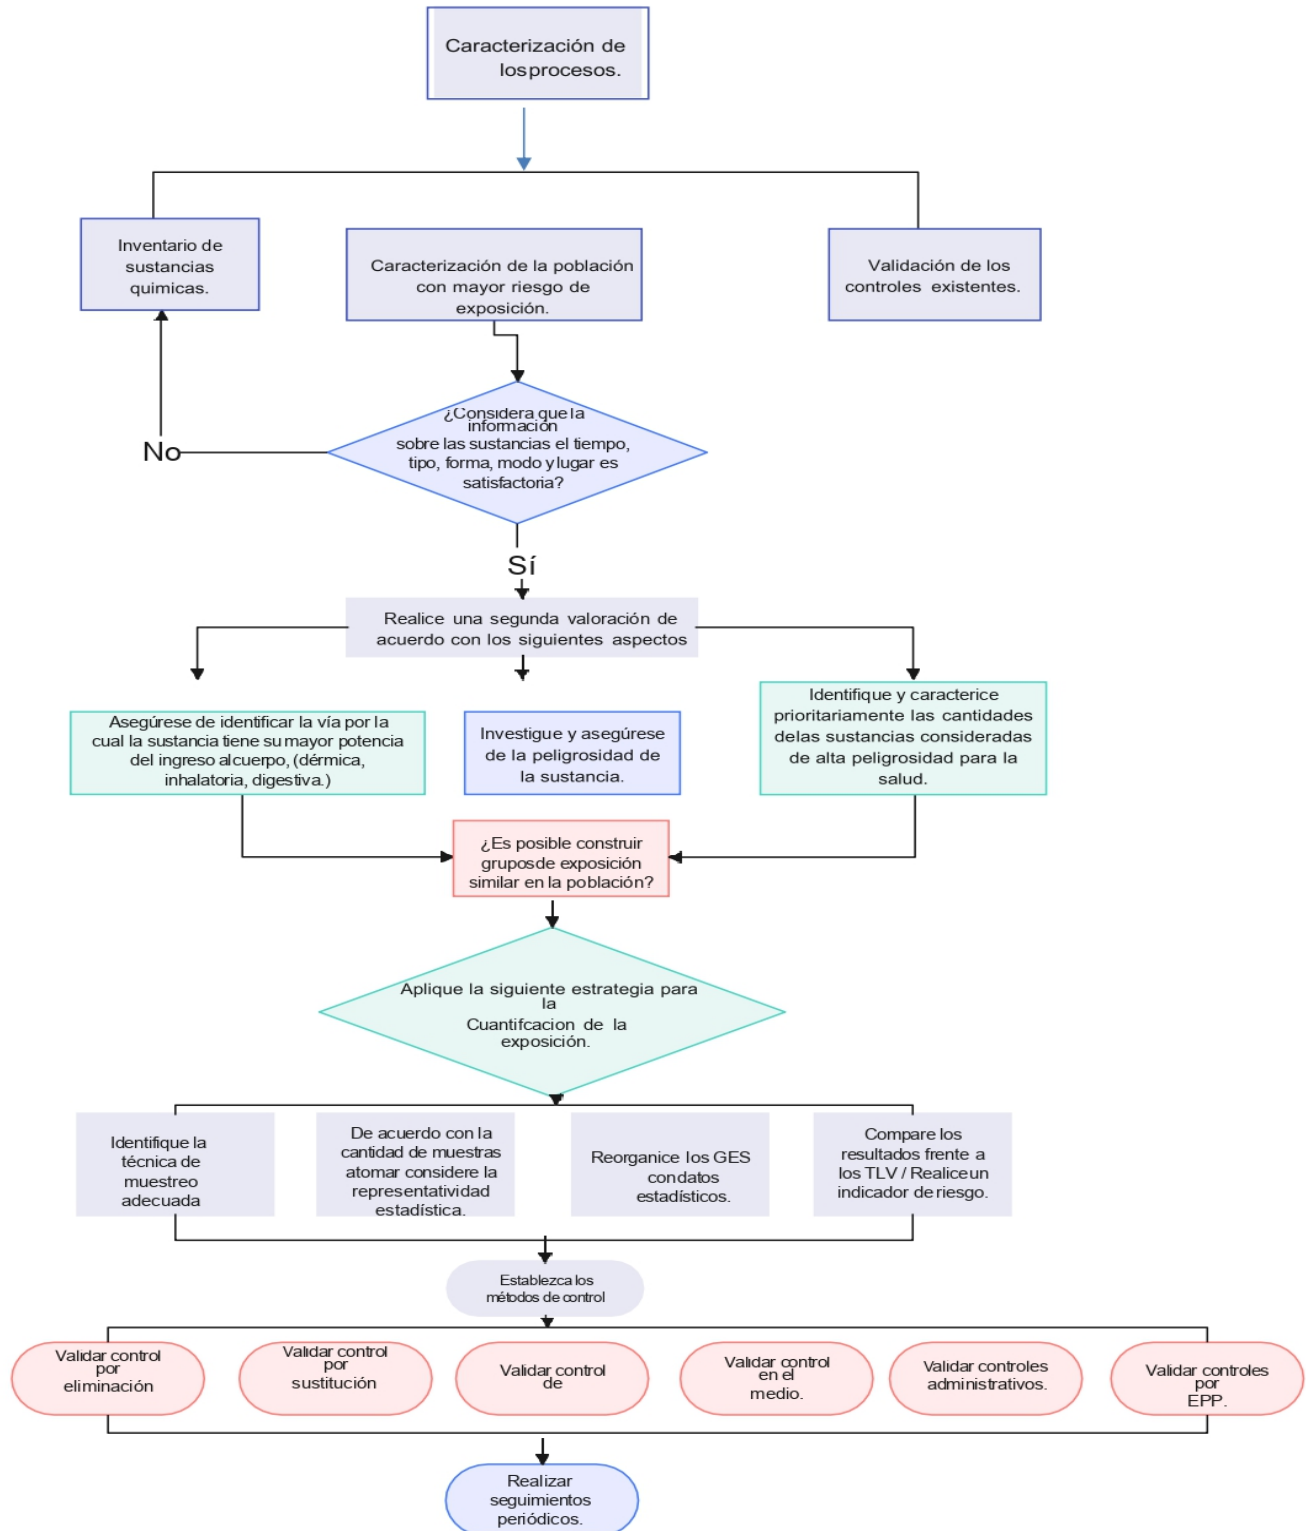 Caracterización de
losprocesos.
Inventario de
sustancias
quimicas.
Caracterización de la población
con mayor riesgo de
exposición.
Validación de los
controles existentes.
¿Considera que la
información
sobre las sustancias el tiempo,
tipo, forma, modo y lugar es
satisfactoria?
No
Sí
Realice una segunda valoración de
acuerdo con los siguientes aspectos
Asegúrese de identificar la vía por la
cual la sustancia tiene su mayor potencia
del ingreso alcuerpo, (dérmica,
inhalatoria, digestiva.)
Investigue y asegúrese
de la peligrosidad de
la sustancia.
Identifique y caracterice
prioritariamente las cantidades
delas sustancias consideradas
de alta peligrosidad para la
salud.
¿Es posible construir
gruposde exposición
similar en la población?
Aplique la siguiente estrategia para
la
Cuantifcacion de la
exposición.
Identifique la
técnica de
muestreo
adecuada
De acuerdo con la
cantidad de muestras
atomar considere la
representatividad
estadística.
Reorganice los GES
condatos
estadísticos.
Compare los
resultados frente a
los TLV / Realiceun
indicador de riesgo.
Establezca los
métodos de control
Validar control
por
eliminación
Validar control
por
sustitución
Validar control
de
Validar control
en el
medio.
Validar controles
administrativos.
Validar controles
por
EPP.
Realizar
seguimientos
periódicos.